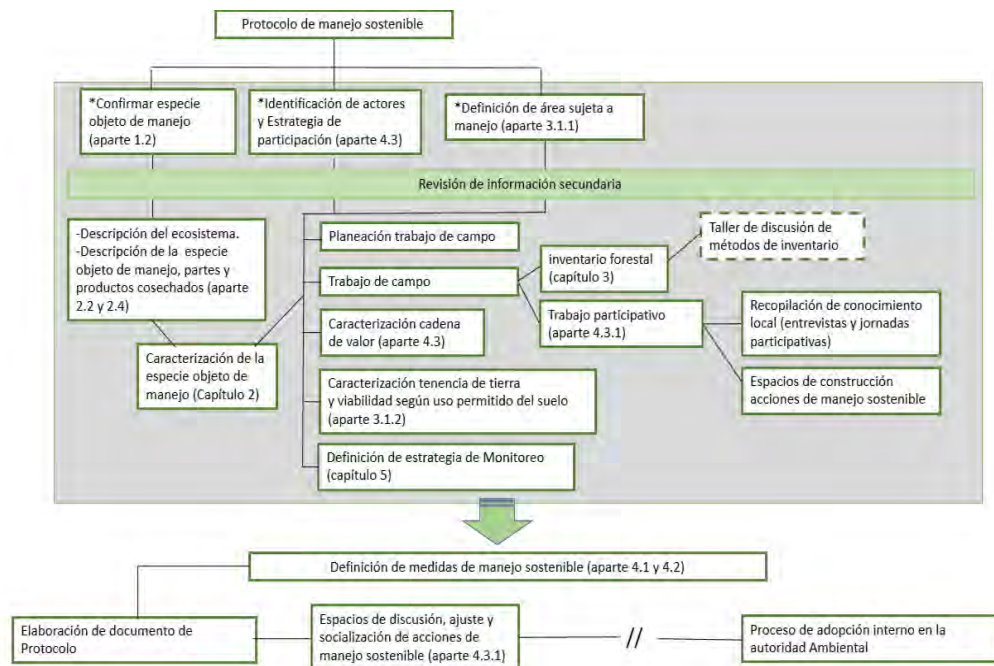 Protocolo de manejo sostenible
*Confirmar especie
objeto de manejo
(aparte 1.2)
*Identificación de actores
y Estrategia de
participación (aparte 4.3)
*Definición de área sujeta a
manejo (aparte 3.1.1)
Revisión de información secundaria
-Descripción del ecosistema.
-Descripción de la especie
objeto de manejo, partes y
productos cosechados (aparte
2.2 y 2.4)
Caracterización de la
especie objeto de
manejo (Capítulo 2)
Planeación trabajo de campo
Trabajo de campo
Caracterización cadena
de valor (aparte 4.3)
Caracterización tenencia de tierra
y viabilidad según uso permitido del suelo
(aparte 3.1.2)
Definición de estrategia de Monitoreo
(capítulo 5)
inventario forestal
(capítulo 3)
Trabajo participativo
(aparte 4.3.1)
Taller de discusión de
métodos de inventario
Recopilación de conocimiento
local (entrevistas y jornadas
participativas)
Espacios de construcción
acciones de manejo sostenible
Definición de medidas de manejo sostenible (aparte 4.1 y 4.2)
Elaboración de documento de
Protocolo
Espacios de discusión, ajuste
y socialización de acciones de
manejo sostenible (aparte 4.3.1)
//
Proceso de adopción interno en la
autoridad Ambiental